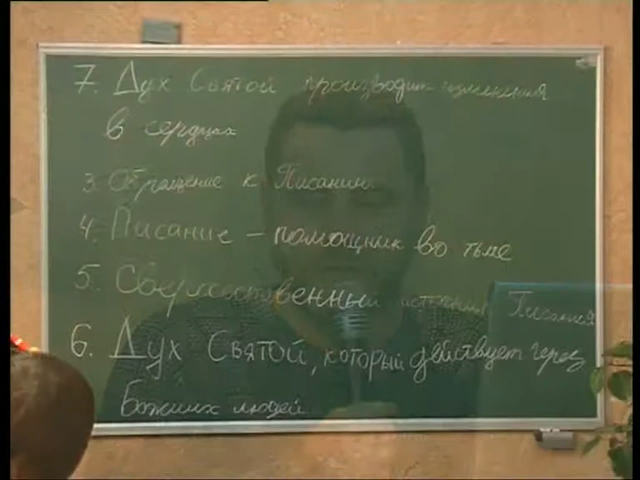 7. Дух Святой производит изменения
в сердцах
3. Обращение к Писанию.
4. Писание – помощник во тьме
5. Сверхъестественный Писания
6. Дух Святой, который действует через
Божиих людей